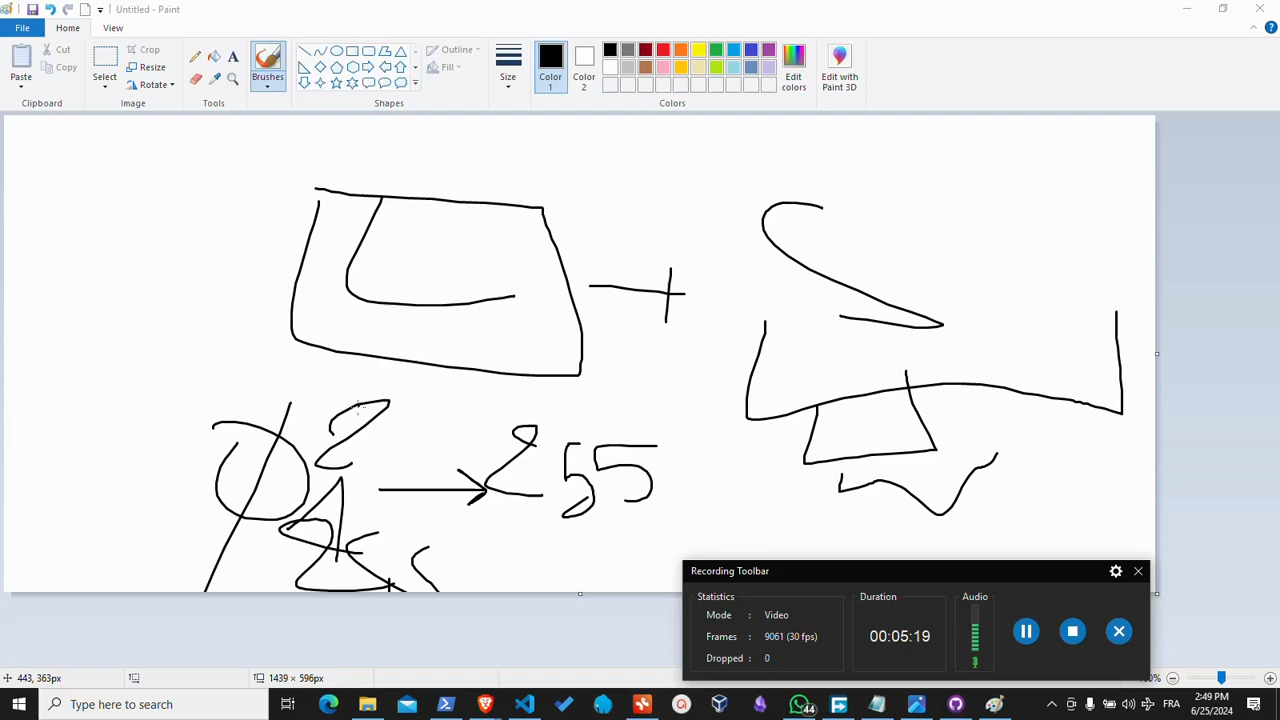 Untitled - Paint
File Home View
Paste
Cut
Copy
Clipboard
Select
Crop
Resize
Rotate
Image
A
Tools
Brushes
Shapes
Outline
Fill
Size
Color 1
Color 2
Edit colors
Edit with Paint 3D
Colors
255
Recording Toolbar
Statistics
Mode : Video
Frames : 9061 (30 fps)
Dropped : 0
Duration
00:05:19
Audio
443, 363px
1439 × 596px
Type here to search
44
FRA
2:49 PM
6/25/2024